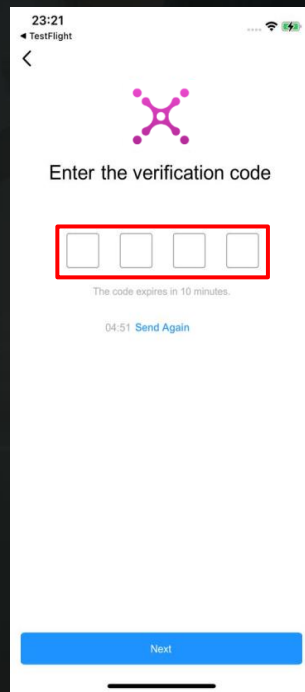 23:21
◀ TestFlight
Enter the verification code
The code expires in 10 minutes.
04:51 Send Again
Next